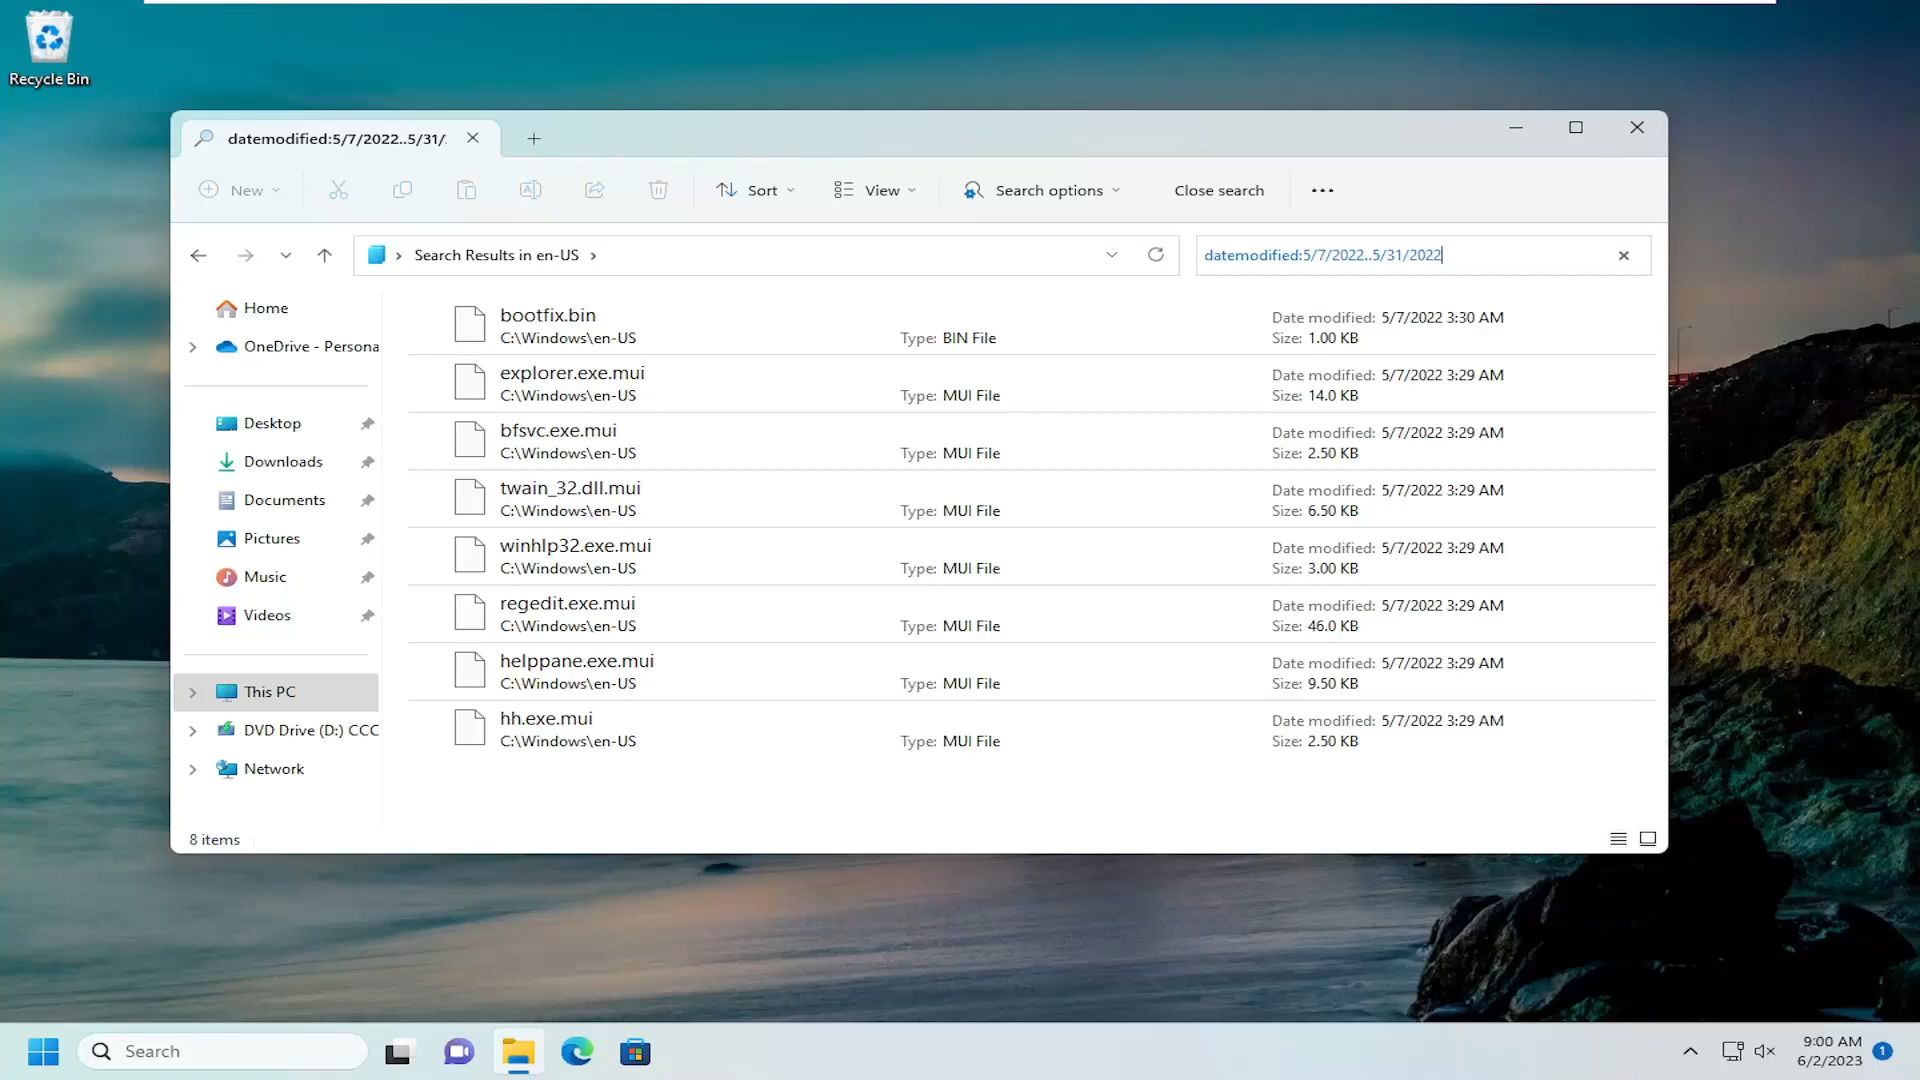 Recycle Bin
datemodified:5/7/2022..5/31/
New
Sort
View
Search options
Close search
Search Results in en-US
datemodified:5/7/2022..5/31/2022
Home
OneDrive - Persona
Desktop
Downloads
Documents
Pictures
Music
Videos
This PC
DVD Drive (D:) CCC
Network
bootfix.bin
C:\Windows\en-US
Type: BIN File
Date modified: 5/7/2022 3:30 AM
Size: 1.00 KB
explorer.exe.mui
C:\Windows\en-US
Type: MUI File
Date modified: 5/7/2022 3:29 AM
Size: 14.0 KB
bfsvc.exe.mui
C:\Windows\en-US
Type: MUI File
Date modified: 5/7/2022 3:29 AM
Size: 2.50 KB
twain_32.dll.mui
C:\Windows\en-US
Type: MUI File
Date modified: 5/7/2022 3:29 AM
Size: 6.50 KB
winhlp32.exe.mui
C:\Windows\en-US
Type: MUI File
Date modified: 5/7/2022 3:29 AM
Size: 3.00 KB
regedit.exe.mui
C:\Windows\en-US
Type: MUI File
Date modified: 5/7/2022 3:29 AM
Size: 46.0 KB
helppane.exe.mui
C:\Windows\en-US
Type: MUI File
Date modified: 5/7/2022 3:29 AM
Size: 9.50 KB
hh.exe.mui
C:\Windows\en-US
Type: MUI File
Date modified: 5/7/2022 3:29 AM
Size: 2.50 KB
8 items
Search
9:00 AM
6/2/2023
1